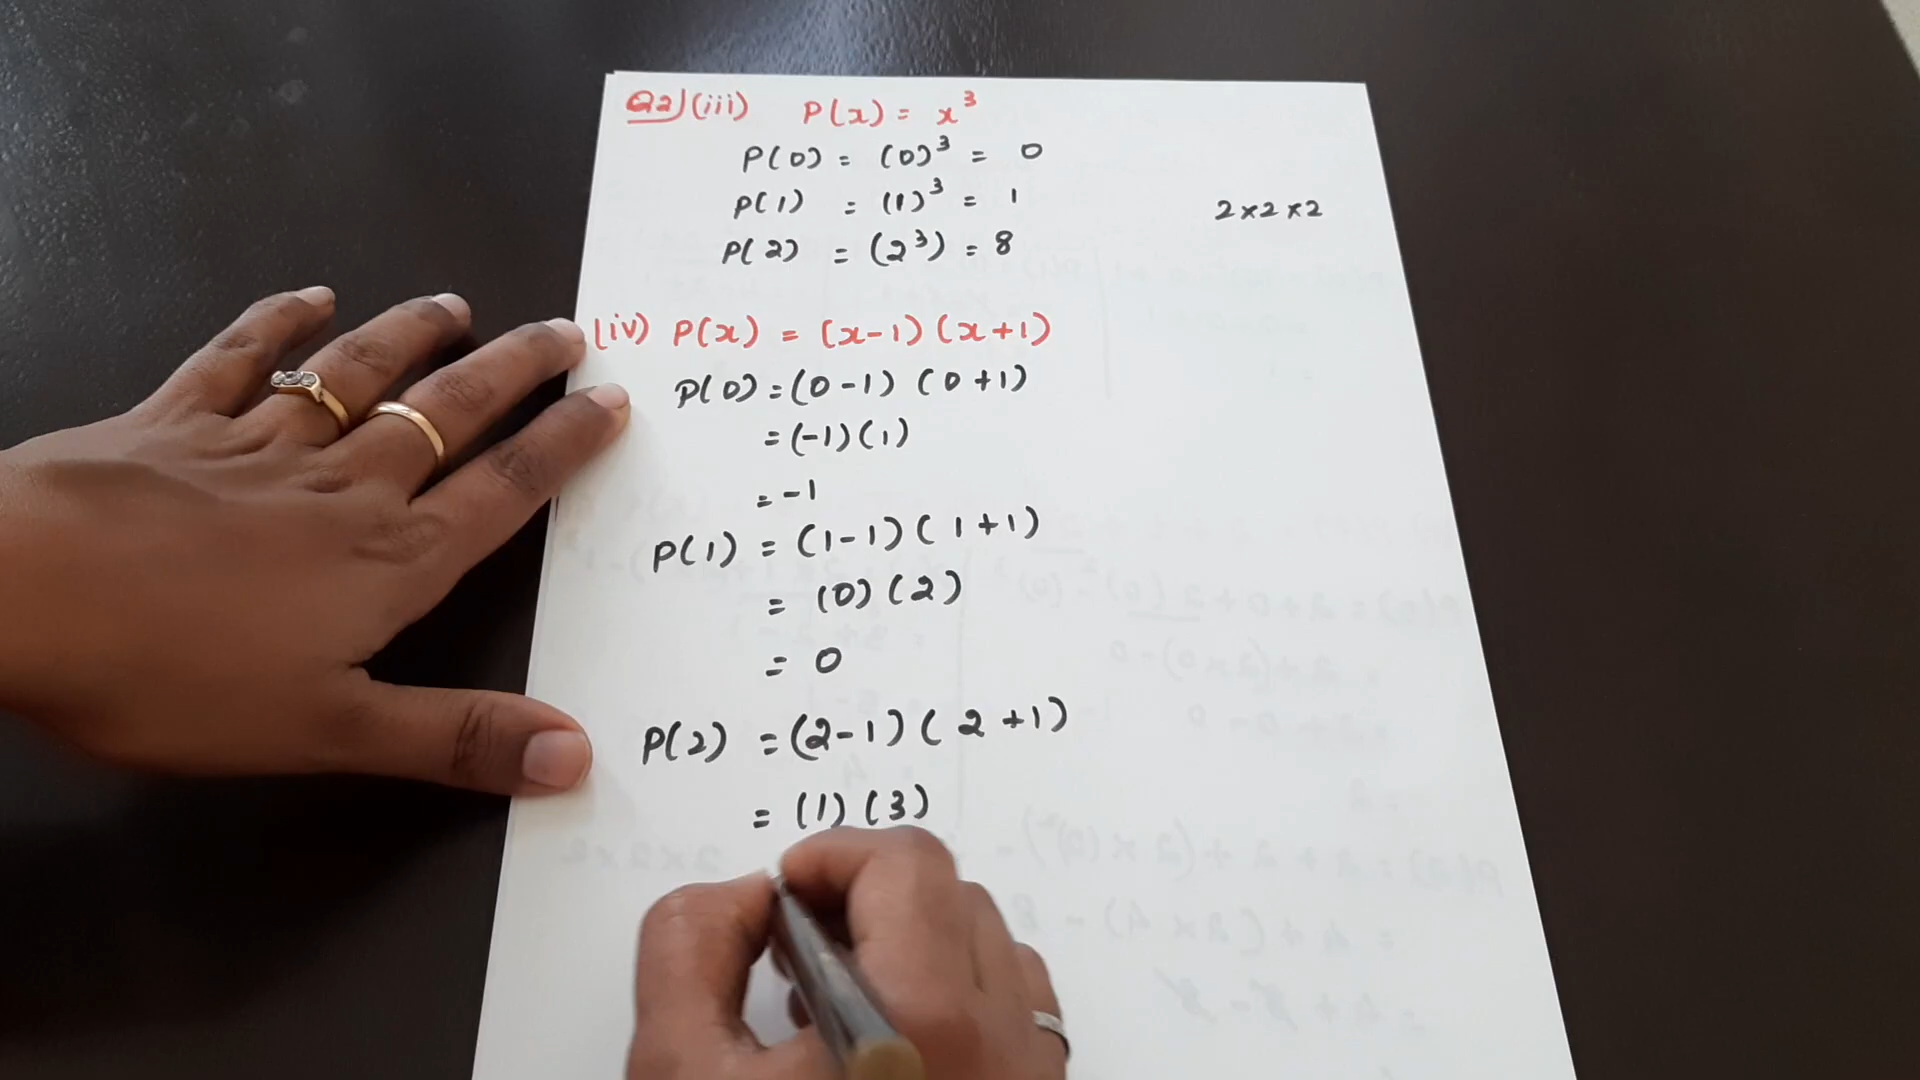 Q2)(iii) P(x) = x³
P(0) = (0)³ = 0
P(1) = (1)³ = 1
2×2×2
P(2) = (2³) = 8
(iv) P(x) = (x-1)(x+1)
P(0) = (0-1) (0+1)
= (-1)(1)
= -1
P(1) = (1-1)(1+1)
= (0)(2)
= 0
P(2) = (2-1)(2+1)
= (1)(3)